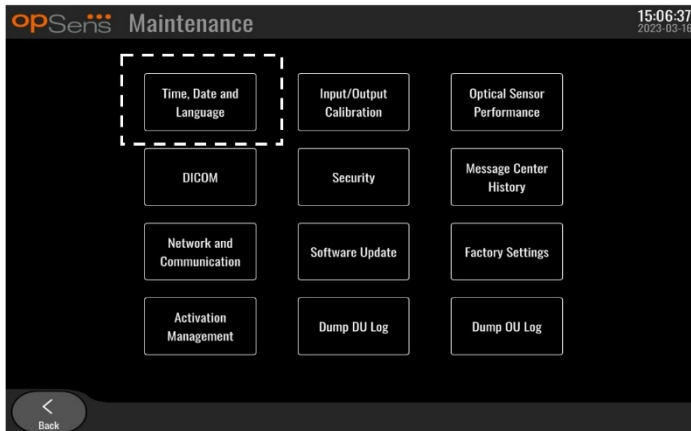 opSens Maintenance
15:06:37
2023-03-16
Time, Date and
Language
Input/Output
Calibration
Optical Sensor
Performance
DICOM
Security
Message Center
History
Network and
Communication
Software Update
Factory Settings
Activation
Management
Dump DU Log
Dump OU Log
Back